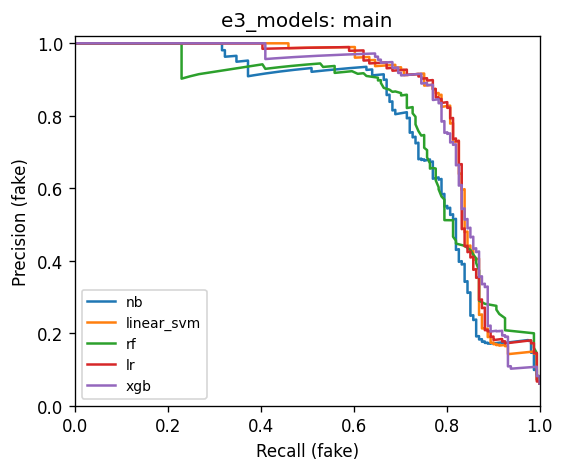 e3_models: main
1.0
0.8
0.6
0.4
0.2
0.0
Precision (fake)
nb
linear_svm
rf
lr
xgb
0.0 0.2 0.4 0.6 0.8 1.0
Recall (fake)